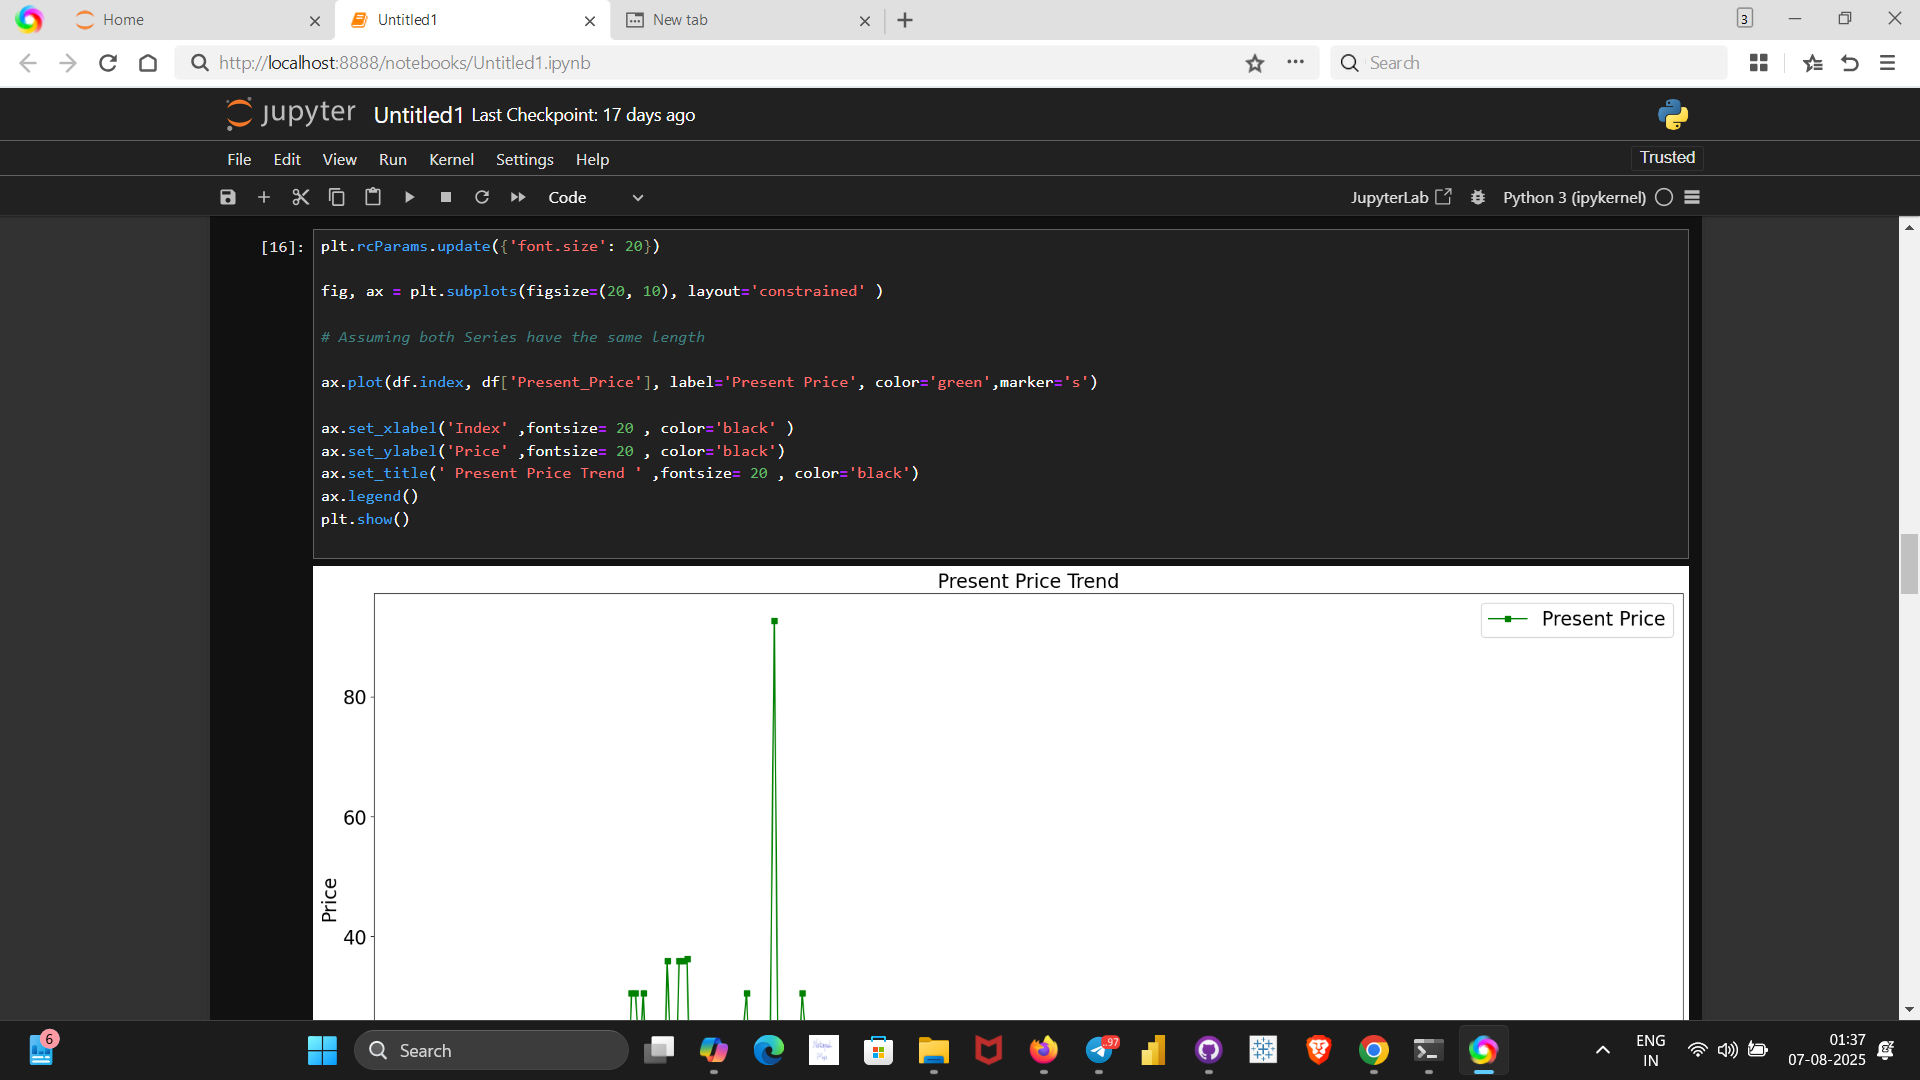 Home
Untitled1
New tab
3
http://localhost:8888/notebooks/Untitled1.ipynb
Search
jupyter Untitled1 Last Checkpoint: 17 days ago
File Edit View Run Kernel Settings Help
Trusted
Code
JupyterLab
Python 3 (ipykernel)
[16]:
plt.rcParams.update({'font.size': 20})
fig, ax = plt.subplots(figsize=(20, 10), layout='constrained' )
# Assuming both Series have the same length
ax.plot(df.index, df['Present_Price'], label='Present Price', color='green',marker='s')
ax.set_xlabel('Index' ,fontsize= 20 , color='black' )
ax.set_ylabel('Price' ,fontsize= 20 , color='black')
ax.set_title(' Present Price Trend ' ,fontsize= 20 , color='black')
ax.legend()
plt.show()
Present Price Trend
Present Price
80
60
40
Price
6
Search
97
ENG
IN
01:37
07-08-2025